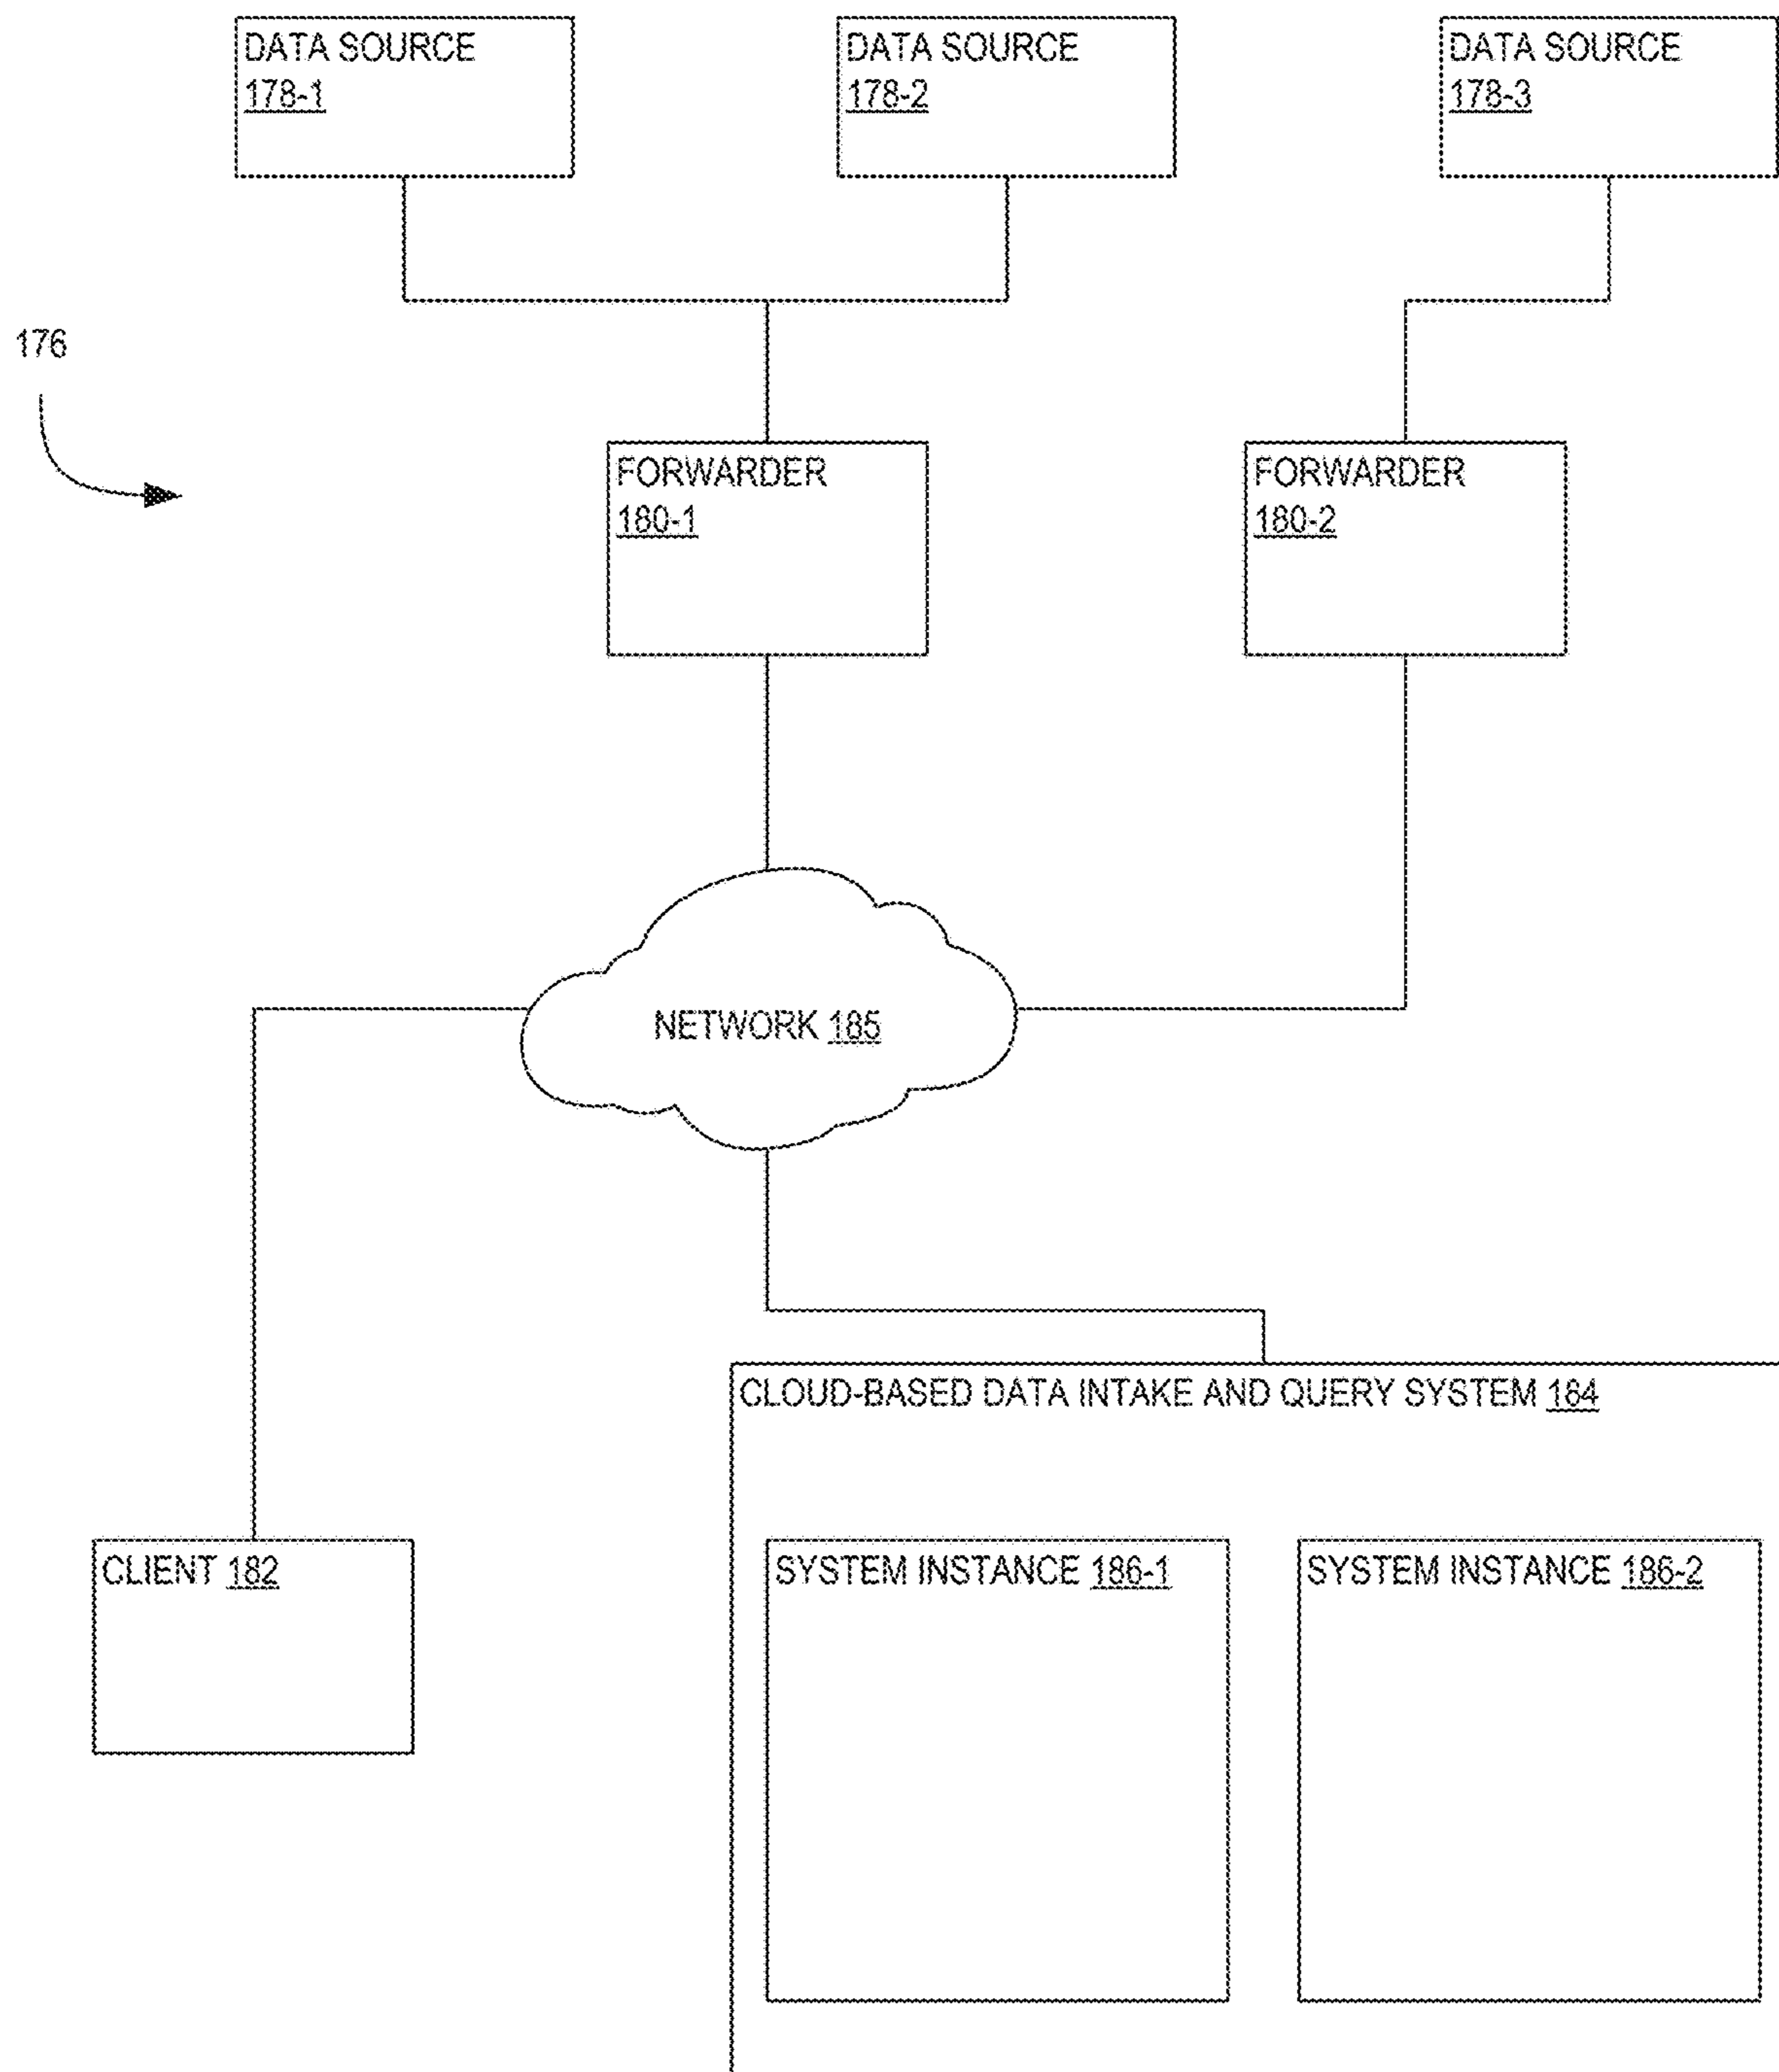 DATA SOURCE
178-1
DATA SOURCE
178-2
DATA SOURCE
178-3
176
FORWARDER
180-1
FORWARDER
180-2
NETWORK 185
CLOUD-BASED DATA INTAKE AND QUERY SYSTEM 184
CLIENT 182
SYSTEM INSTANCE 186-1
SYSTEM INSTANCE 186-2